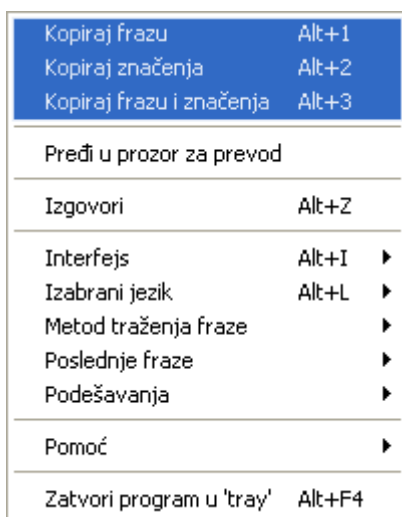 Kopiraj frazu Alt+1
Kopiraj značenja Alt+2
Kopiraj frazu i značenja Alt+3
Pređi u prozor za prevod
Izgovori Alt+Z
Interfejs Alt+I
Izabrani jezik Alt+L
Metod traženja fraze
Poslednje fraze
Podešavanja
Pomoć
Zatvori program u 'tray' Alt+F4